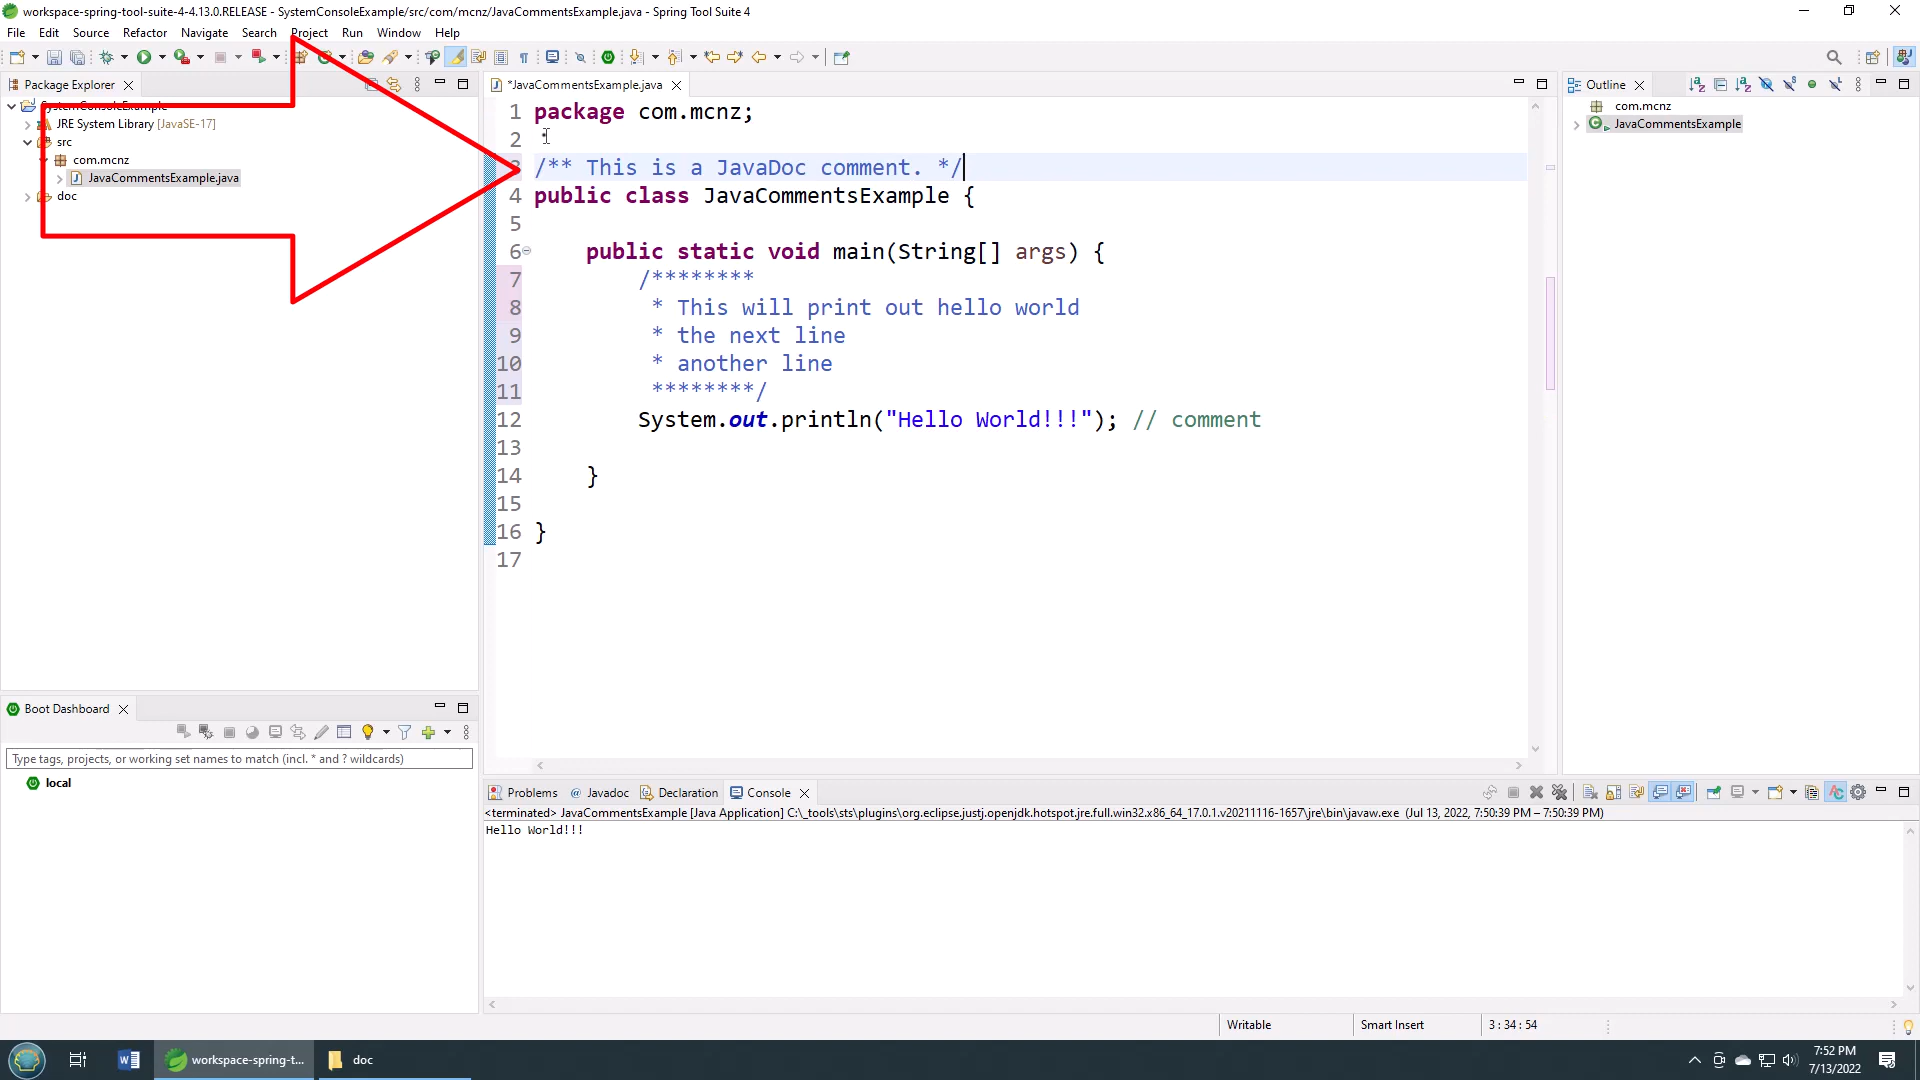 workspace-spring-tool-suite-4-4.13.0.RELEASE - SystemConsoleExample/src/com/mcnz/JavaCommentsExample.java - Spring Tool Suite 4
File Edit Source Refactor Navigate Search Project Run Window Help
Package Explorer
SystemConsoleExample
JRE System Library [JavaSE-17]
src
com.mcnz
JavaCommentsExample.java
doc
*JavaCommentsExample.java
1 package com.mcnz;
2
3 /** This is a JavaDoc comment. */
4 public class JavaCommentsExample {
5
6 public static void main(String[] args) {
7 /********
8 * This will print out hello world
9 * the next line
10 * another line
11 ********/
12 System.out.println("Hello World!!!"); // comment
13
14 }
15
16 }
17
Outline
com.mcnz
JavaCommentsExample
Boot Dashboard
Type tags, projects, or working set names to match (incl. * and ? wildcards)
local
Problems @ Javadoc Declaration Console
<terminated> JavaCommentsExample [Java Application] C:\_tools\sts\plugins\org.eclipse.justj.openjdk.hotspot.jre.full.win32.x86_64_17.0.1.v20211116-1657\jre\bin\javaw.exe (Jul 13, 2022, 7:50:39 PM – 7:50:39 PM)
Hello World!!!
Writable Smart Insert 3 : 34 : 54
workspace-spring-t... doc
7:52 PM
7/13/2022